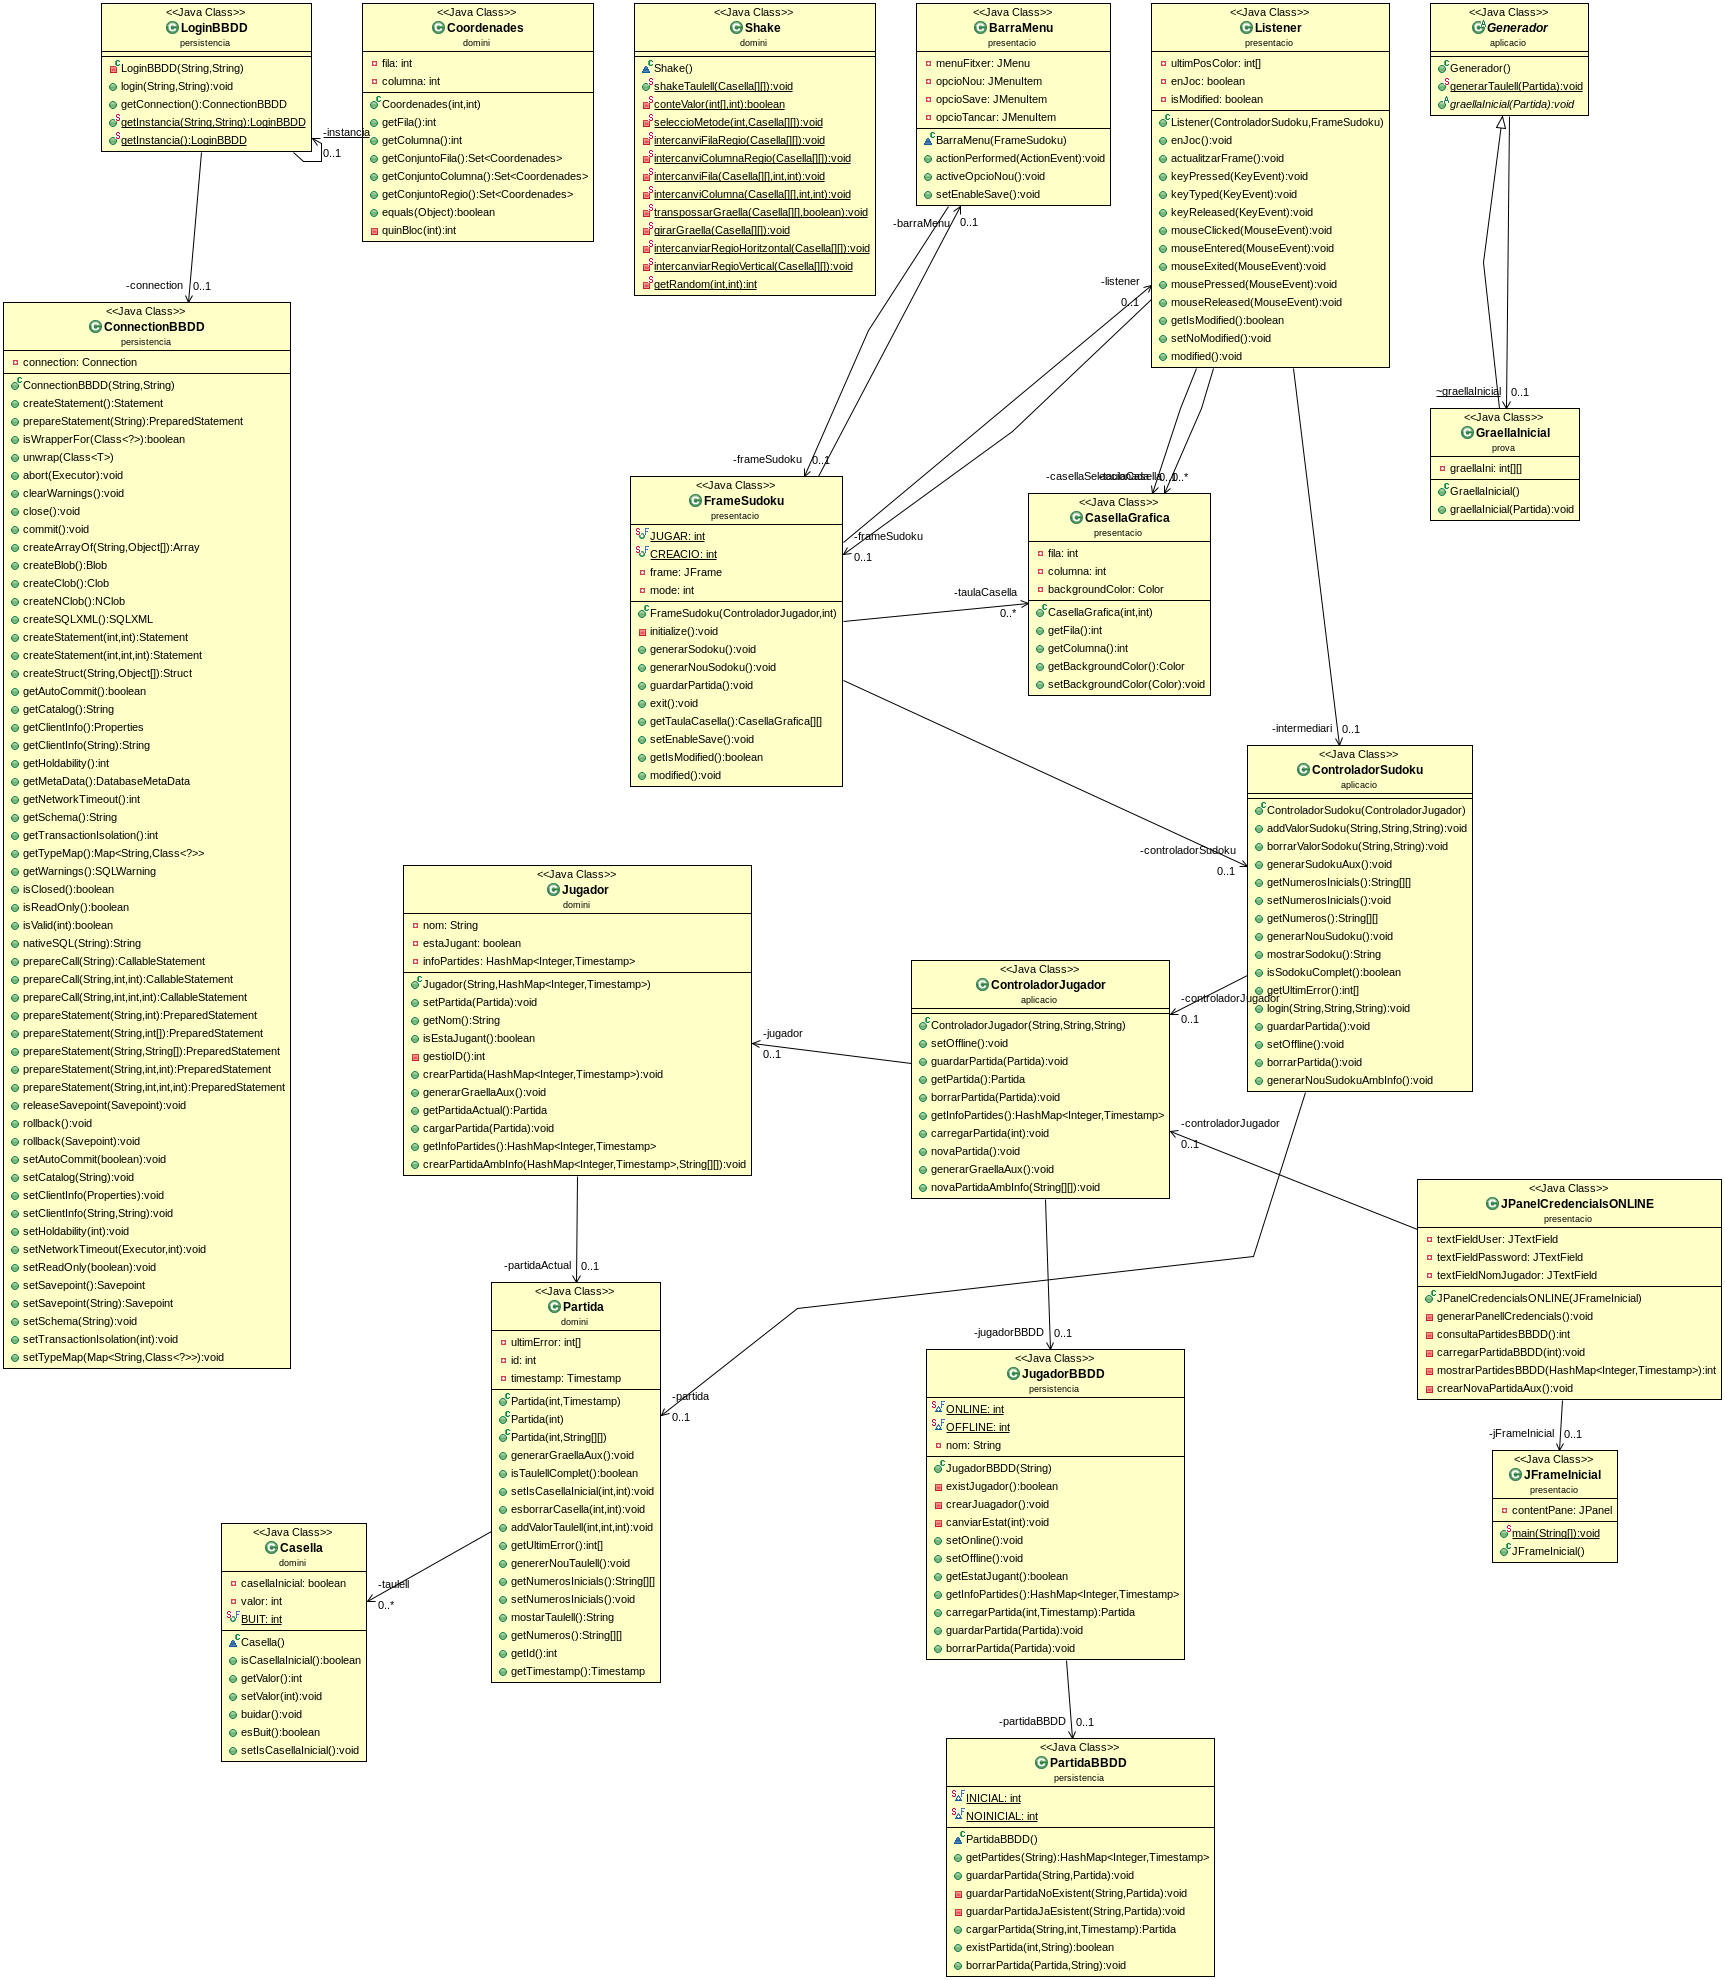 <<Java Class>>
LoginBBDD
persistencia
LoginBBDD(String,String)
login(String,String):void
getConnection():ConnectionBBDD
getInstancia(String,String):LoginBBDD
getInstancia():LoginBBDD
-instancia
0..1
-connection
0..1
<<Java Class>>
Coordenades
domini
fila: int
columna: int
Coordenades(int,int)
getFila():int
getColumna():int
getConjuntoFila():Set<Coordenades>
getConjuntoColumna():Set<Coordenades>
getConjuntoRegio():Set<Coordenades>
equals(Object):boolean
quinBloc(int):int
<<Java Class>>
Shake
domini
Shake()
shakeTaulell(Casella[][]):void
conteValor(int[],int):boolean
seleccioMetode(int,Casella[][]):void
intercanviFilaRegio(Casella[][]):void
intercanviColumnaRegio(Casella[][]):void
intercanviFila(Casella[][],int,int):void
intercanviColumna(Casella[][],int,int):void
transpossarGraella(Casella[][],boolean):void
girarGraella(Casella[][]):void
intercanviarRegioHoritzontal(Casella[][]):void
intercanviarRegioVertical(Casella[][]):void
getRandom(int,int):int
<<Java Class>>
BarraMenu
presentacio
menuFitxer: JMenu
opcioNou: JMenuItem
opcioSave: JMenuItem
opcioTancar: JMenuItem
BarraMenu(FrameSudoku)
actionPerformed(ActionEvent):void
activeOpcioNou():void
setEnableSave():void
-barraMenu
0..1
<<Java Class>>
Listener
presentacio
ultimPosColor: int[]
enJoc: boolean
isModified: boolean
Listener(ControladorSudoku,FrameSudoku)
enJoc():void
actualitzarFrame():void
keyPressed(KeyEvent):void
keyTyped(KeyEvent):void
keyReleased(KeyEvent):void
mouseClicked(MouseEvent):void
mouseEntered(MouseEvent):void
mouseExited(MouseEvent):void
mousePressed(MouseEvent):void
mouseReleased(MouseEvent):void
getIsModified():boolean
setNoModified():void
modified():void
-listener
0..1
<<Java Class>>
Generador
aplicacio
Generador()
generarTaulell(Partida):void
graellaInicial(Partida):void
~graellaInicial
0..1
<<Java Class>>
GraellaInicial
prova
graellaIni: int[][]
GraellaInicial()
graellaInicial(Partida):void
<<Java Class>>
ConnectionBBDD
persistencia
connection: Connection
ConnectionBBDD(String,String)
createStatement():Statement
prepareStatement(String):PreparedStatement
isWrapperFor(Class<?>):boolean
unwrap(Class<T>)
abort(Executor):void
clearWarnings():void
close():void
commit():void
createArrayOf(String,Object[]):Array
createBlob():Blob
createClob():Clob
createNClob():NClob
createSQLXML():SQLXML
createStatement(int,int):Statement
createStatement(int,int,int):Statement
createStruct(String,Object[]):Struct
getAutoCommit():boolean
getCatalog():String
getClientInfo():Properties
getClientInfo(String):String
getHoldability():int
getMetaData():DatabaseMetaData
getNetworkTimeout():int
getSchema():String
getTransactionIsolation():int
getTypeMap():Map<String,Class<?>>
getWarnings():SQLWarning
isClosed():boolean
isReadOnly():boolean
isValid(int):boolean
nativeSQL(String):String
prepareCall(String):CallableStatement
prepareCall(String,int,int):CallableStatement
prepareCall(String,int,int,int):CallableStatement
prepareStatement(String,int):PreparedStatement
prepareStatement(String,int[]):PreparedStatement
prepareStatement(String,String[]):PreparedStatement
prepareStatement(String,int,int):PreparedStatement
prepareStatement(String,int,int,int):PreparedStatement
releaseSavepoint(Savepoint):void
rollback():void
rollback(Savepoint):void
setAutoCommit(boolean):void
setCatalog(String):void
setClientInfo(Properties):void
setClientInfo(String,String):void
setHoldability(int):void
setNetworkTimeout(Executor,int):void
setReadOnly(boolean):void
setSavepoint():Savepoint
setSavepoint(String):Savepoint
setSchema(String):void
setTransactionIsolation(int):void
setTypeMap(Map<String,Class<?>>):void
-frameSudoku
0..1
<<Java Class>>
FrameSudoku
presentacio
JUGAR: int
CREACIO: int
frame: JFrame
mode: int
FrameSudoku(ControladorJugador,int)
initialize():void
generarSodoku():void
generarNouSodoku():void
guardarPartida():void
exit():void
getTaulaCasella():CasellaGrafica[][]
setEnableSave():void
getIsModified():boolean
modified():void
-frameSudoku
0..1
-taulaCasella
0..*
0..1
0..*
<<Java Class>>
CasellaGrafica
presentacio
fila: int
columna: int
backgroundColor: Color
CasellaGrafica(int,int)
getFila():int
getColumna():int
getBackgroundColor():Color
setBackgroundColor(Color):void
-intermediari
0..1
-controladorSudoku
0..1
<<Java Class>>
ControladorSudoku
aplicacio
ControladorSudoku(ControladorJugador)
addValorSudoku(String,String,String):void
borrarValorSodoku(String,String):void
generarSudokuAux():void
getNumerosInicials():String[][]
setNumerosInicials():void
getNumeros():String[][]
generarNouSudoku():void
mostrarSodoku():String
isSodokuComplet():boolean
getUltimError():int[]
login(String,String,String):void
guardarPartida():void
setOffline():void
borrarPartida():void
generarNouSudokuAmbInfo():void
<<Java Class>>
Jugador
domini
nom: String
estaJugant: boolean
infoPartides: HashMap<Integer,Timestamp>
Jugador(String,HashMap<Integer,Timestamp>)
setPartida(Partida):void
getNom():String
isEstaJugant():boolean
gestioID():int
crearPartida(HashMap<Integer,Timestamp>):void
generarGraellaAux():void
getPartidaActual():Partida
cargarPartida(Partida):void
getInfoPartides():HashMap<Integer,Timestamp>
crearPartidaAmbInfo(HashMap<Integer,Timestamp>,String[][]):void
-jugador
0..1
<<Java Class>>
ControladorJugador
aplicacio
ControladorJugador(String,String,String)
setOffline():void
guardarPartida(Partida):void
getPartida():Partida
borrarPartida(Partida):void
getInfoPartides():HashMap<Integer,Timestamp>
carregarPartida(int):void
novaPartida():void
generarGraellaAux():void
novaPartidaAmbInfo(String[][]):void
-controladorJugador
0..1
-controladorJugador
0..1
<<Java Class>>
JPanelCredencialsONLINE
presentacio
textFieldUser: JTextField
textFieldPassword: JTextField
textFieldNomJugador: JTextField
JPanelCredencialsONLINE(JFrameInicial)
generarPanellCredencials():void
consultaPartidesBBDD():int
carregarPartidaBBDD(int):void
mostrarPartidesBBDD(HashMap<Integer,Timestamp>):int
crearNovaPartidaAux():void
-jFrameInicial
0..1
<<Java Class>>
JFrameInicial
presentacio
contentPane: JPanel
main(String[]):void
JFrameInicial()
-partidaActual
0..1
<<Java Class>>
Partida
domini
ultimError: int[]
id: int
timestamp: Timestamp
Partida(int,Timestamp)
Partida(int)
Partida(int,String[][])
generarGraellaAux():void
isTaulellComplet():boolean
setIsCasellaInicial(int,int):void
esborrarCasella(int,int):void
addValorTaulell(int,int,int):void
getUltimError():int[]
genererNouTaulell():void
getNumerosInicials():String[][]
setNumerosInicials():void
mostarTaulell():String
getNumeros():String[][]
getId():int
getTimestamp():Timestamp
-partida
0..1
-taulell
0..*
<<Java Class>>
Casella
domini
casellaInicial: boolean
valor: int
BUIT: int
Casella()
isCasellaInicial():boolean
getValor():int
setValor(int):void
buidar():void
esBuit():boolean
setIsCasellaInicial():void
-jugadorBBDD
0..1
<<Java Class>>
JugadorBBDD
persistencia
ONLINE: int
OFFLINE: int
nom: String
JugadorBBDD(String)
existJugador():boolean
crearJuagador():void
canviarEstat(int):void
setOnline():void
setOffline():void
getEstatJugant():boolean
getInfoPartides():HashMap<Integer,Timestamp>
carregarPartida(int,Timestamp):Partida
guardarPartida(Partida):void
borrarPartida(Partida):void
-partidaBBDD
0..1
<<Java Class>>
PartidaBBDD
persistencia
INICIAL: int
NOINICIAL: int
PartidaBBDD()
getPartides(String):HashMap<Integer,Timestamp>
guardarPartida(String,Partida):void
guardarPartidaNoExistent(String,Partida):void
guardarPartidaJaEsistent(String,Partida):void
cargarPartida(String,int,Timestamp):Partida
existPartida(int,String):boolean
borrarPartida(Partida,String):void